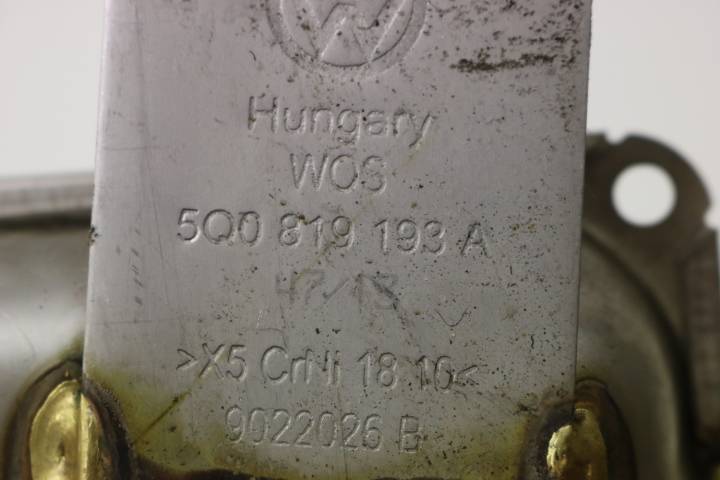 Hungary
WOS
5Q0 819 193 A
47/13
>X5 CrNi 18 10<
9022026 B